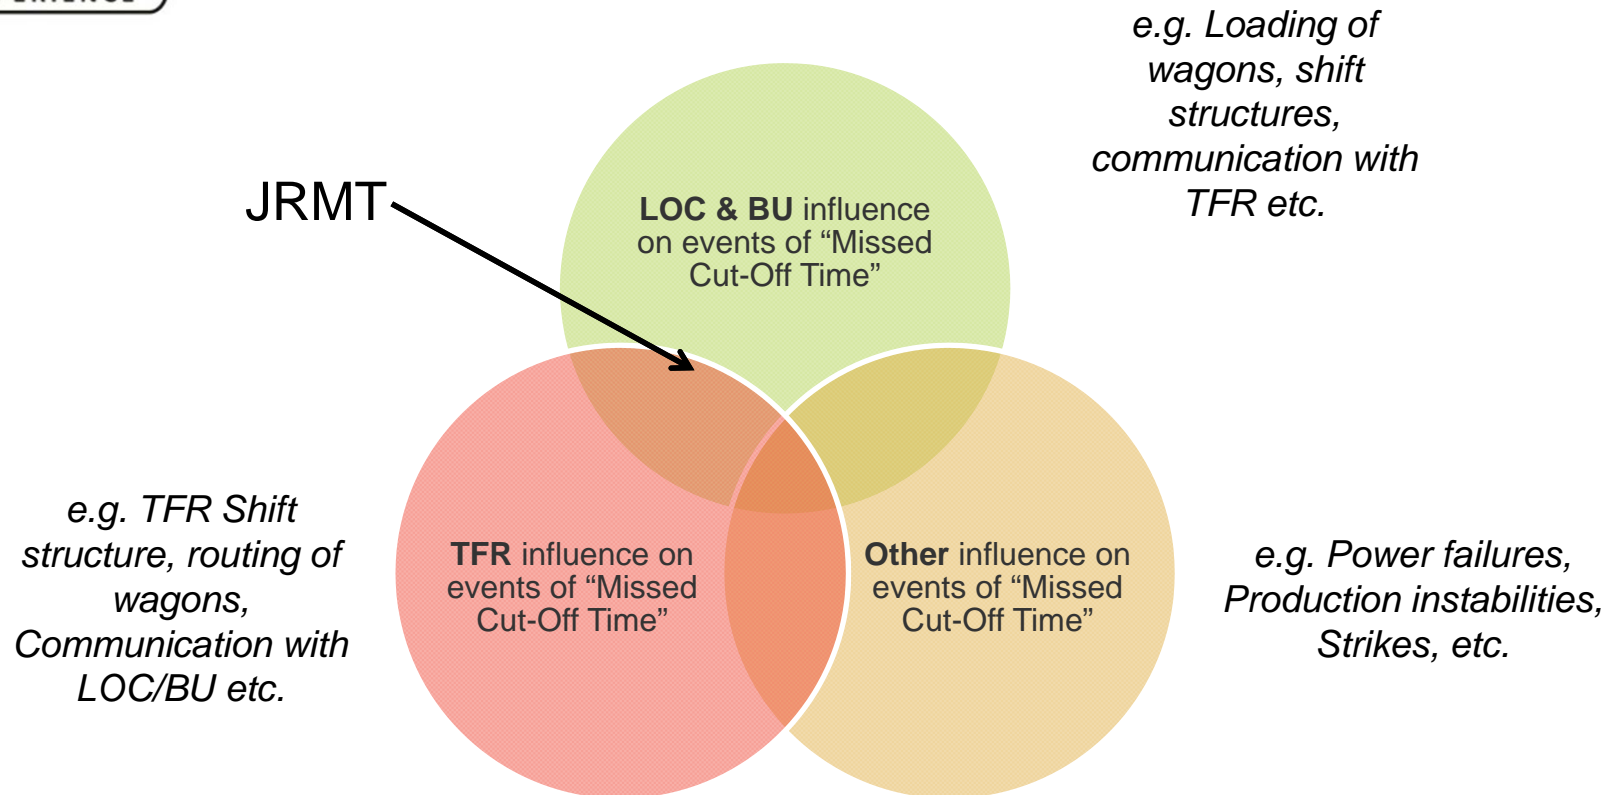 e.g. Loading of
wagons, shift
structures,
communication with
TFR etc.
JRMT
LOC & BU influence
on events of “Missed
Cut-Off Time”
e.g. TFR Shift
structure, routing of
wagons,
Communication with
LOC/BU etc.
TFR influence on
events of “Missed
Cut-Off Time”
Other influence on
events of “Missed
Cut-Off Time”
e.g. Power failures,
Production instabilities,
Strikes, etc.